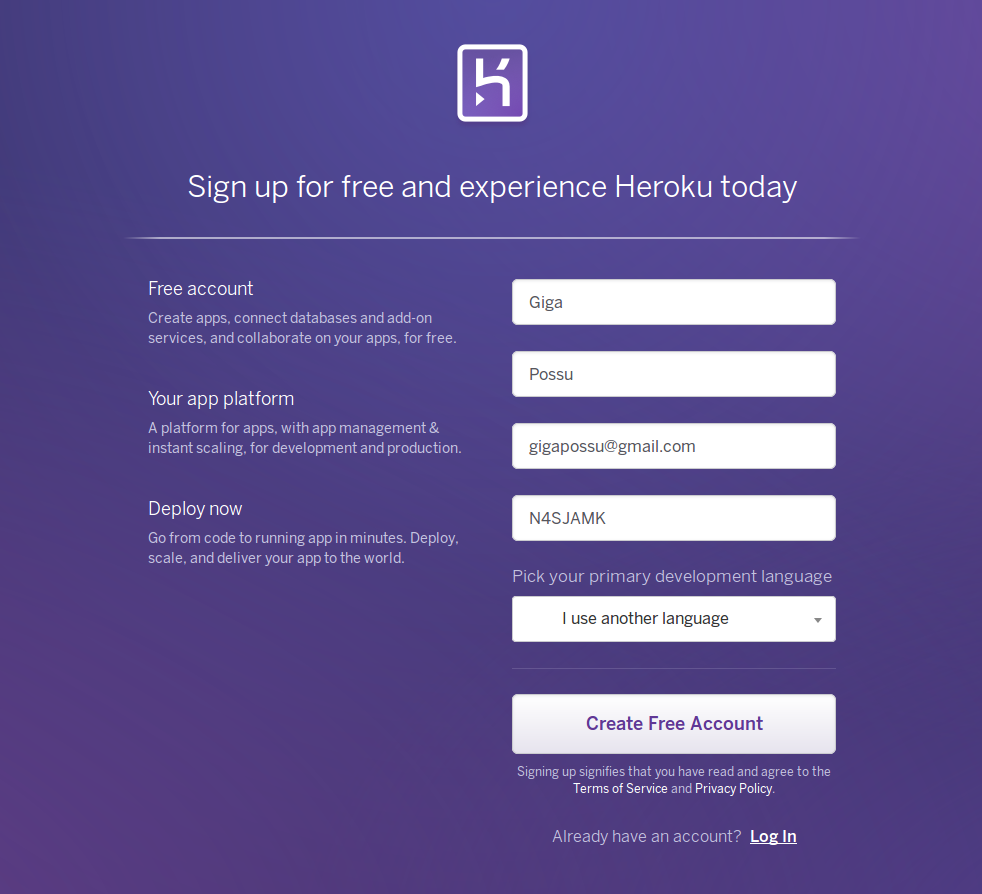 Sign up for free and experience Heroku today
Free account
Create apps, connect databases and add-on
services, and collaborate on your apps, for free.
Your app platform
A platform for apps, with app management &
instant scaling, for development and production.
Deploy now
Go from code to running app in minutes. Deploy,
scale, and deliver your app to the world.
Giga
Possu
gigapossu@gmail.com
N4SJAMK
Pick your primary development language
I use another language
Create Free Account
Signing up signifies that you have read and agree to the
Terms of Service and Privacy Policy.
Already have an account? Log In